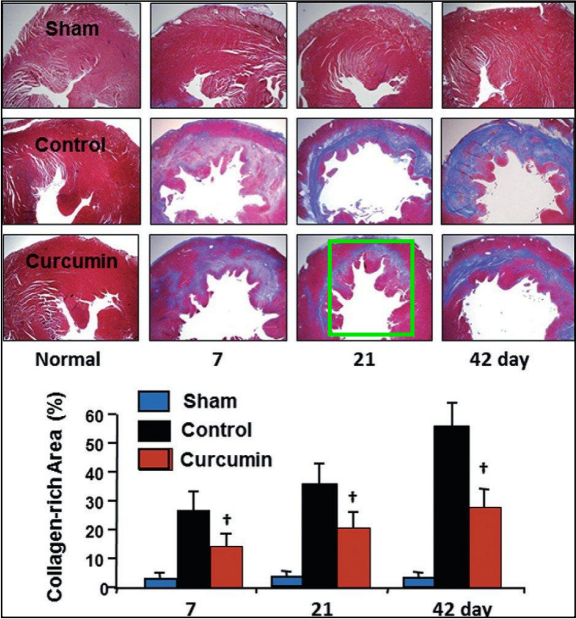 Sham
Control
Curcumin
Normal 7 21 42 day
Sham
Control
Curcumin
Collagen-rich Area (%)
60
50
40
30
20
10
0
† † †
7 21 42 day